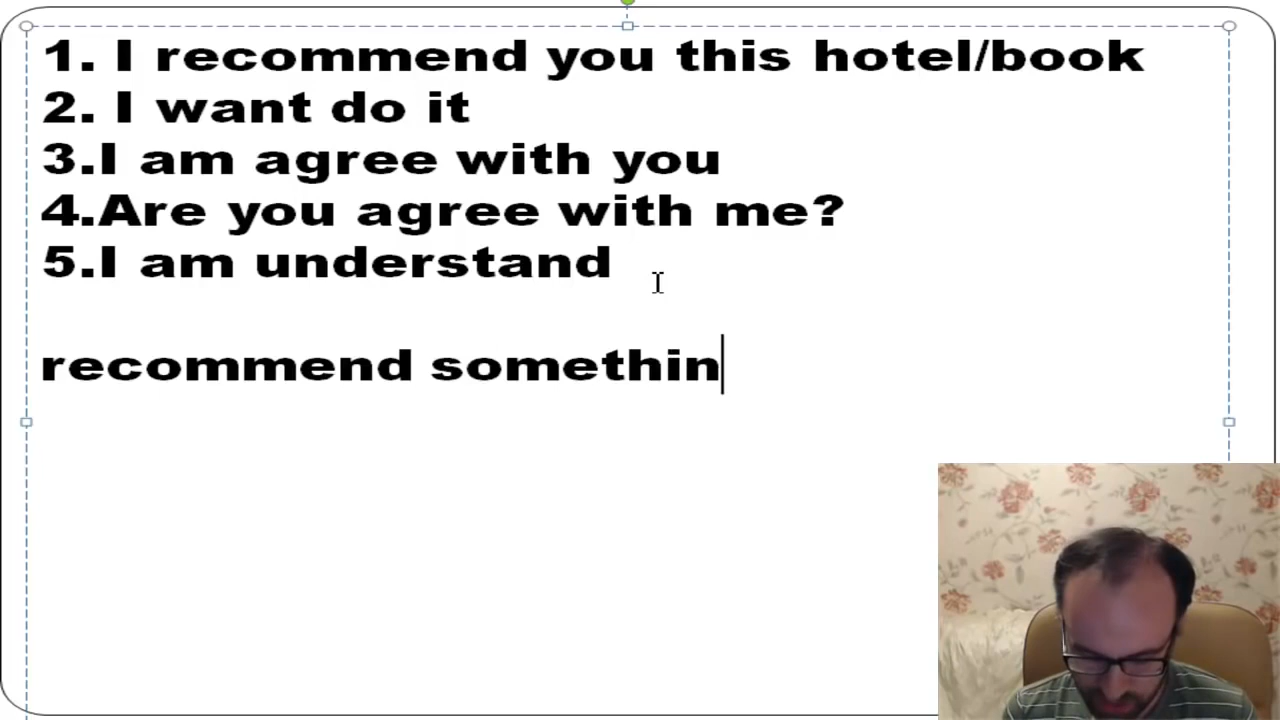 1. I recommend you this hotel/book
2. I want do it
3.I am agree with you
4.Are you agree with me?
5.I am understand
recommend somethin